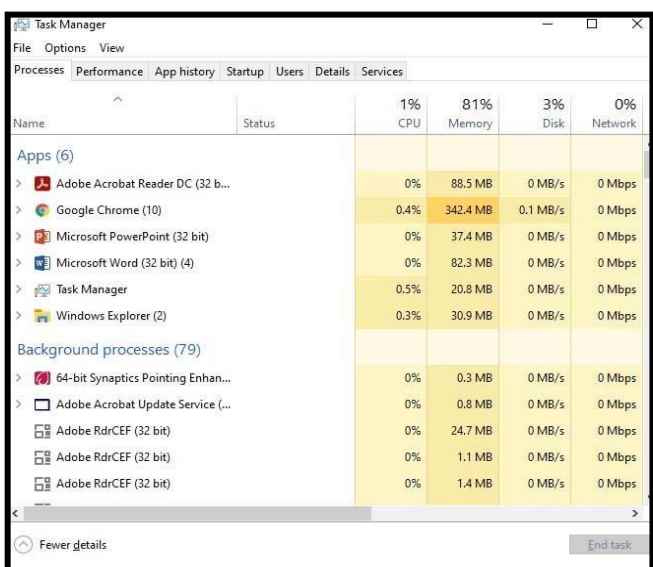 Task Manager
File Options View
Processes Performance App history Startup Users Details Services
1% 81% 3% 0%
Name Status CPU Memory Disk Network
Apps (6)
Adobe Acrobat Reader DC (32 b... 0% 88.5 MB 0 MB/s 0 Mbps
Google Chrome (10) 0.4% 342.4 MB 0.1 MB/s 0 Mbps
Microsoft PowerPoint (32 bit) 0% 37.4 MB 0 MB/s 0 Mbps
Microsoft Word (32 bit) (4) 0% 82.3 MB 0 MB/s 0 Mbps
Task Manager 0.5% 20.8 MB 0 MB/s 0 Mbps
Windows Explorer (2) 0.3% 30.9 MB 0 MB/s 0 Mbps
Background processes (79)
64-bit Synaptics Pointing Enhan... 0% 0.3 MB 0 MB/s 0 Mbps
Adobe Acrobat Update Service (... 0% 0.8 MB 0 MB/s 0 Mbps
Adobe RdrCEF (32 bit) 0% 24.7 MB 0 MB/s 0 Mbps
Adobe RdrCEF (32 bit) 0% 1.1 MB 0 MB/s 0 Mbps
Adobe RdrCEF (32 bit) 0% 1.4 MB 0 MB/s 0 Mbps
Fewer details End task